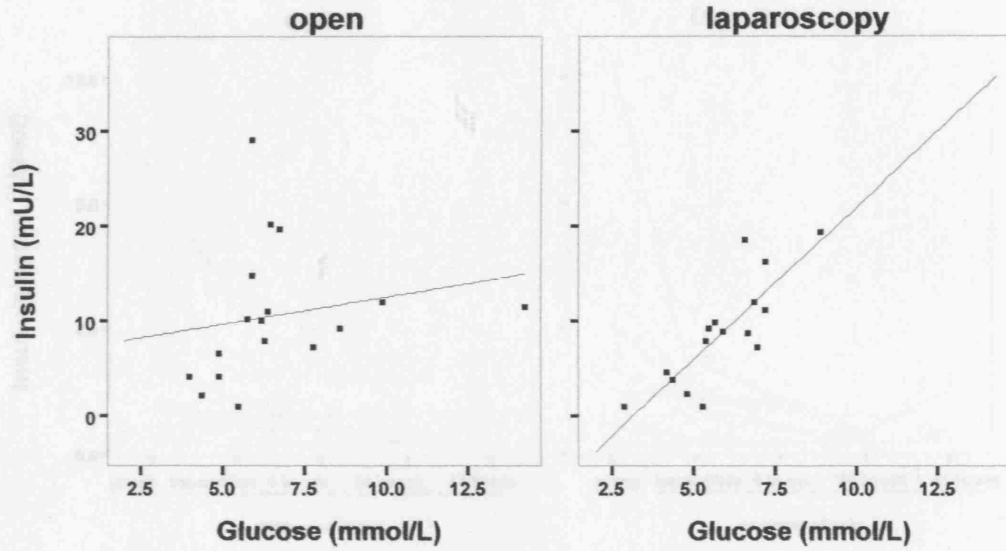 open
laparoscopy
Insulin (mU/L)
30
20
10
0
2.5 5.0 7.5 10.0 12.5
2.5 5.0 7.5 10.0 12.5
Glucose (mmol/L)
Glucose (mmol/L)